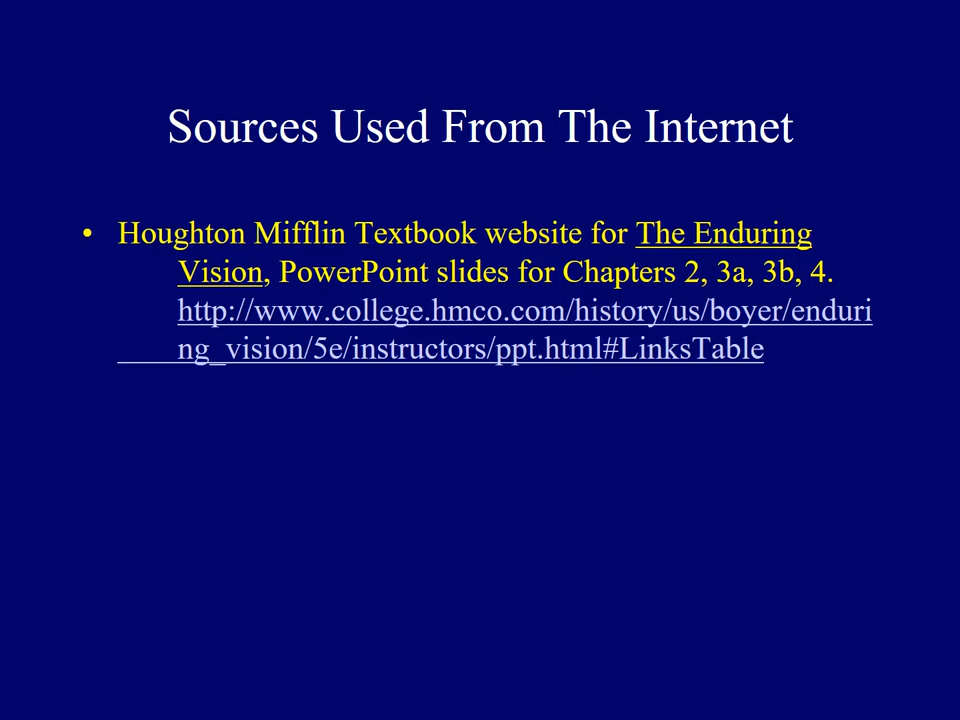 Sources Used From The Internet
• Houghton Mifflin Textbook website for The Enduring
Vision, PowerPoint slides for Chapters 2, 3a, 3b, 4.
http://www.college.hmco.com/history/us/boyer/enduri
ng_vision/5e/instructors/ppt.html#LinksTable